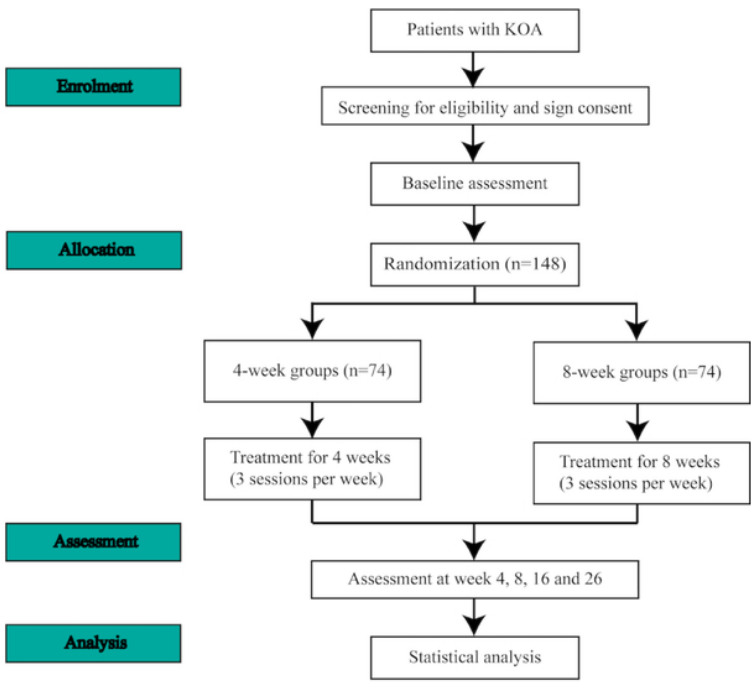 Patients with KOA
Enrolment
Screening for eligibility and sign consent
Baseline assessment
Allocation
Randomization (n=148)
4-week groups (n=74)
8-week groups (n=74)
Treatment for 4 weeks
(3 sessions per week)
Treatment for 8 weeks
(3 sessions per week)
Assessment
Assessment at week 4, 8, 16 and 26
Analysis
Statistical analysis